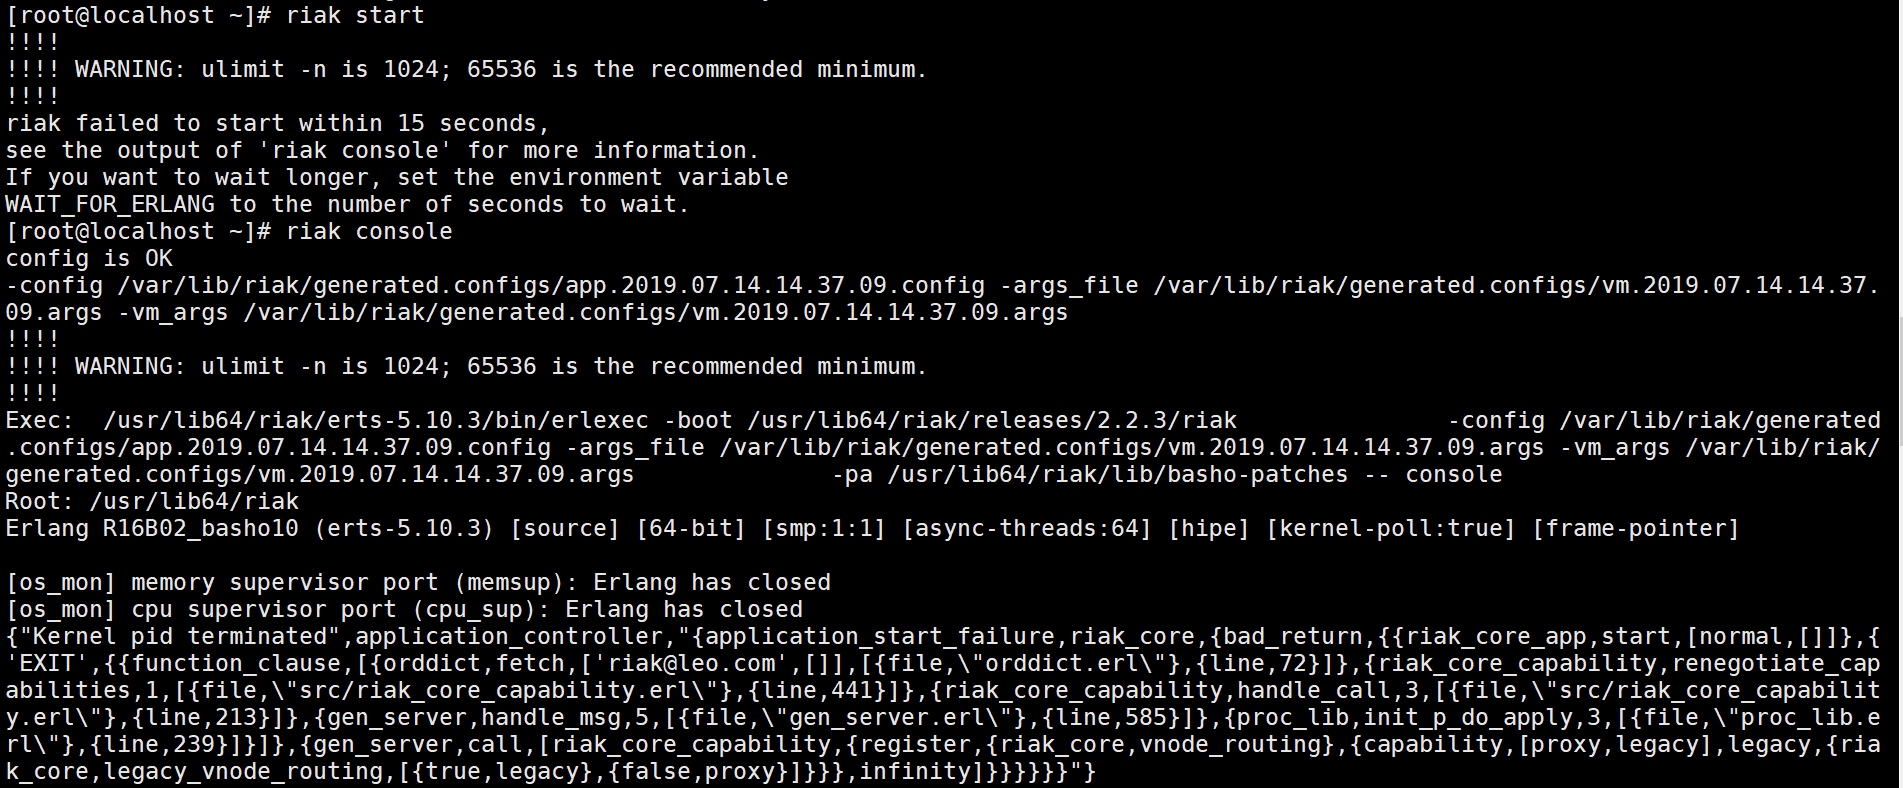 [root@localhost ~]# riak start
!!!!
!!!! WARNING: ulimit -n is 1024; 65536 is the recommended minimum.
!!!!
riak failed to start within 15 seconds,
see the output of 'riak console' for more information.
If you want to wait longer, set the environment variable
WAIT_FOR_ERLANG to the number of seconds to wait.
[root@localhost ~]# riak console
config is OK
-config /var/lib/riak/generated.configs/app.2019.07.14.14.37.09.config -args_file /var/lib/riak/generated.configs/vm.2019.07.14.14.37.
09.args -vm_args /var/lib/riak/generated.configs/vm.2019.07.14.14.37.09.args
!!!!
!!!! WARNING: ulimit -n is 1024; 65536 is the recommended minimum.
!!!!
Exec:  /usr/lib64/riak/erts-5.10.3/bin/erlexec -boot /usr/lib64/riak/releases/2.2.3/riak               -config /var/lib/riak/generated
.configs/app.2019.07.14.14.37.09.config -args_file /var/lib/riak/generated.configs/vm.2019.07.14.14.37.09.args -vm_args /var/lib/riak/
generated.configs/vm.2019.07.14.14.37.09.args              -pa /usr/lib64/riak/lib/basho-patches -- console
Root: /usr/lib64/riak
Erlang R16B02_basho10 (erts-5.10.3) [source] [64-bit] [smp:1:1] [async-threads:64] [hipe] [kernel-poll:true] [frame-pointer]
[os_mon] memory supervisor port (memsup): Erlang has closed
[os_mon] cpu supervisor port (cpu_sup): Erlang has closed
{"Kernel pid terminated",application_controller,"{application_start_failure,riak_core,{bad_return,{{riak_core_app,start,[normal,[]]},{
'EXIT',{{function_clause,[{orddict,fetch,['riak@leo.com',[]],[{file,\"orddict.erl\"},{line,72}]},{riak_core_capability,renegotiate_cap
abilities,1,[{file,\"src/riak_core_capability.erl\"},{line,441}]},{riak_core_capability,handle_call,3,[{file,\"src/riak_core_capabilit
y.erl\"},{line,213}]},{gen_server,handle_msg,5,[{file,\"gen_server.erl\"},{line,585}]},{proc_lib,init_p_do_apply,3,[{file,\"proc_lib.e
rl\"},{line,239}]}]},{gen_server,call,[riak_core_capability,{register,{riak_core,vnode_routing},{capability,[proxy,legacy],legacy,{ria
k_core,legacy_vnode_routing,[{true,legacy},{false,proxy}]}}},infinity]}}}}}}"}